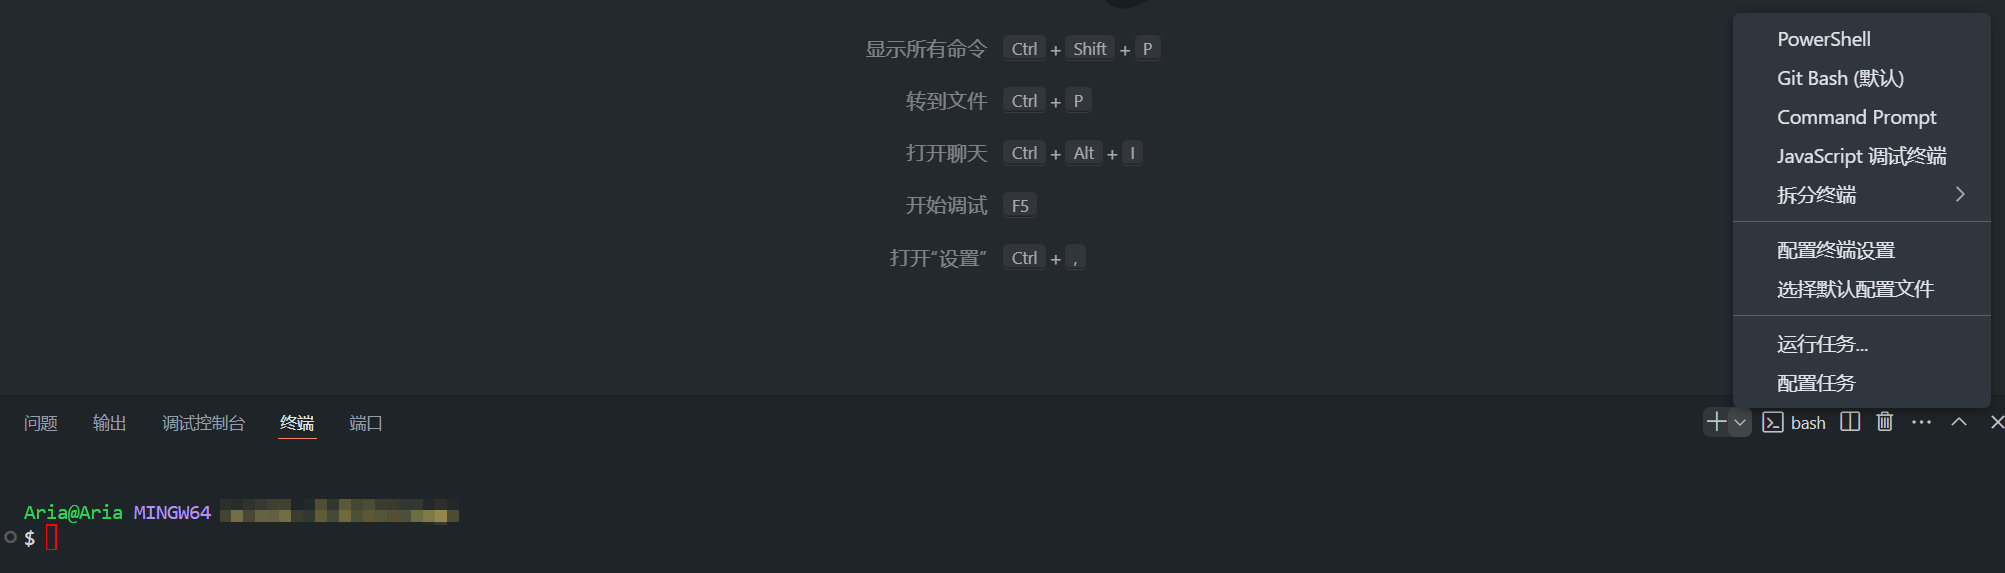 显示所有命令 Ctrl + Shift + P
转到文件 Ctrl + P
打开聊天 Ctrl + Alt + I
开始调试 F5
打开“设置” Ctrl + ,
PowerShell
Git Bash (默认)
Command Prompt
JavaScript 调试终端
拆分终端
配置终端设置
选择默认配置文件
运行任务...
配置任务
问题 输出 调试控制台 终端 端口 bash
Aria@Aria MINGW64
$